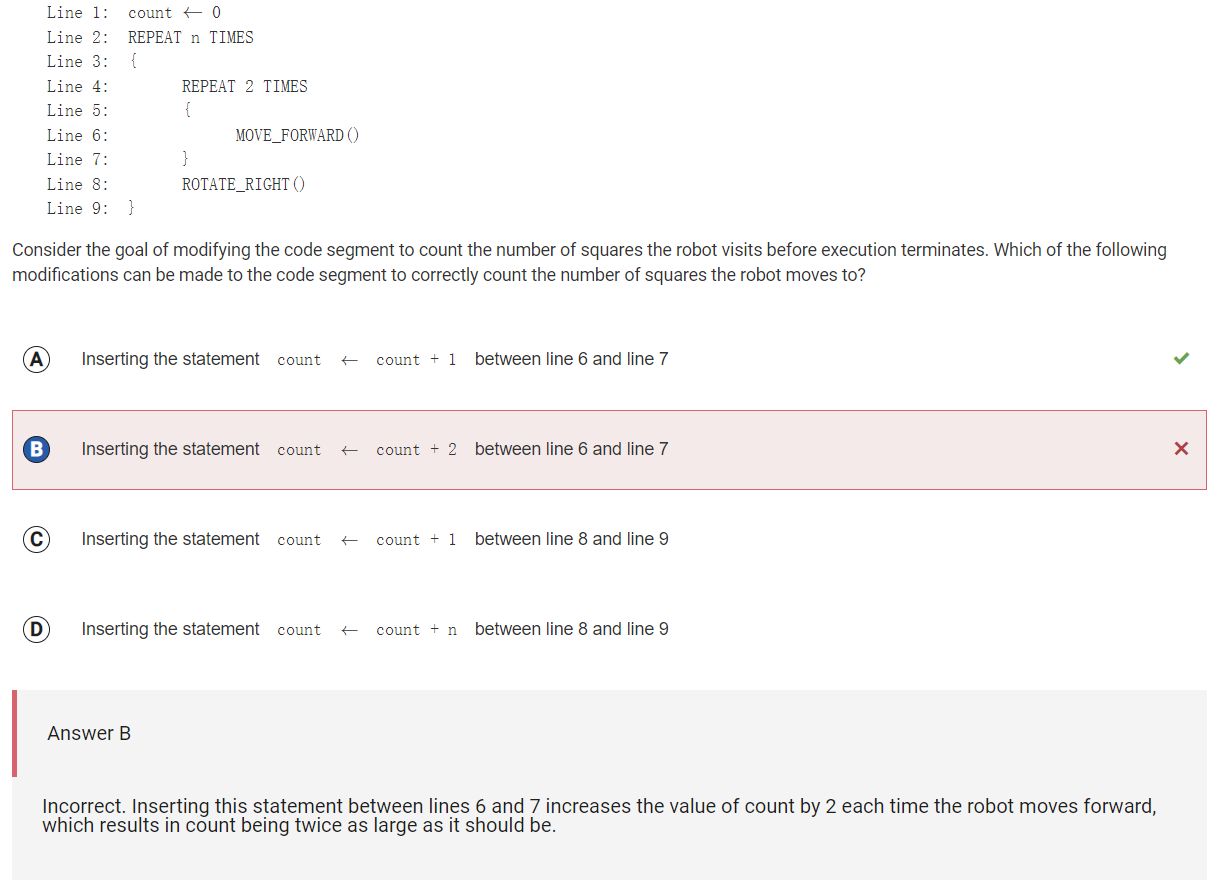 Line 1: count ← 0
Line 2: REPEAT n TIMES
Line 3: {
Line 4: REPEAT 2 TIMES
Line 5: {
Line 6: MOVE_FORWARD()
Line 7: }
Line 8: ROTATE_RIGHT()
Line 9: }
Consider the goal of modifying the code segment to count the number of squares the robot visits before execution terminates. Which of the following
modifications can be made to the code segment to correctly count the number of squares the robot moves to?
A Inserting the statement count ← count + 1 between line 6 and line 7
B Inserting the statement count ← count + 2 between line 6 and line 7
C Inserting the statement count ← count + 1 between line 8 and line 9
D Inserting the statement count ← count + n between line 8 and line 9
Answer B
Incorrect. Inserting this statement between lines 6 and 7 increases the value of count by 2 each time the robot moves forward,
which results in count being twice as large as it should be.